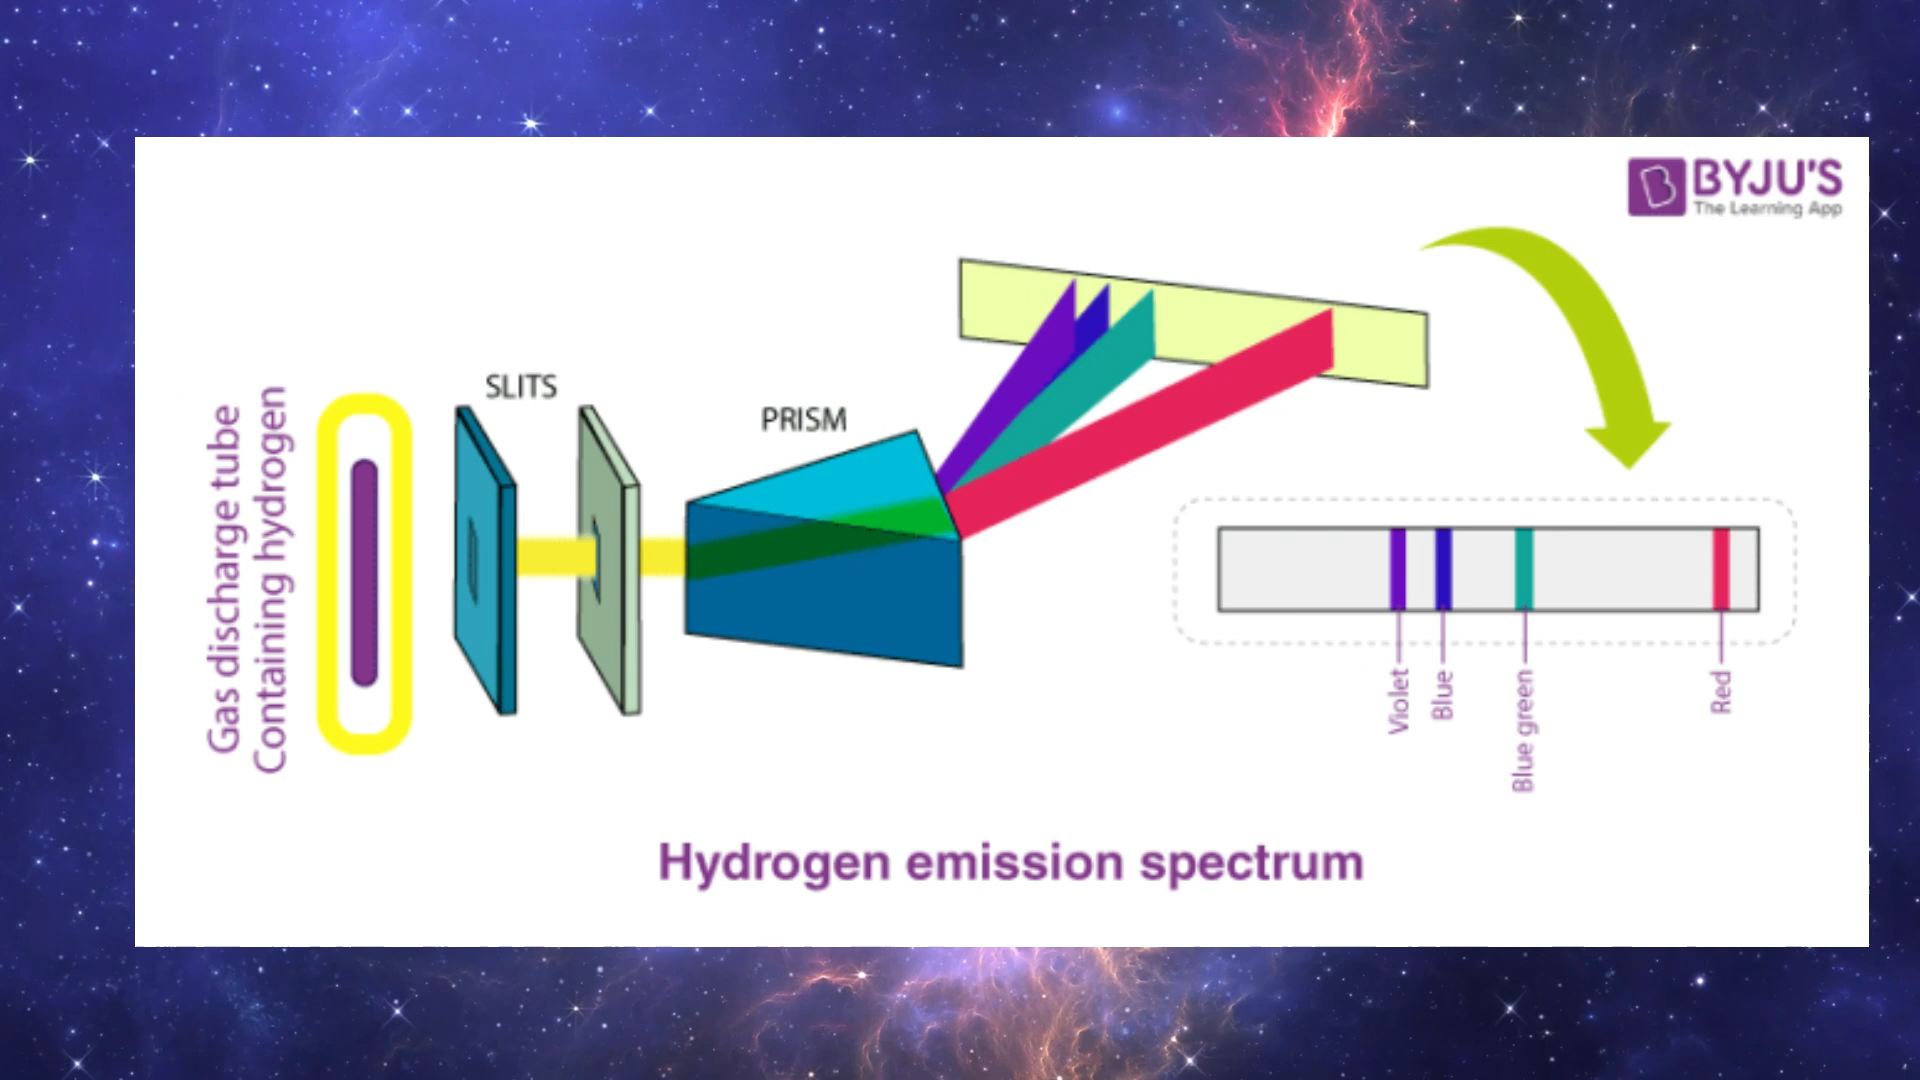 BYJU'S
The Learning App
SLITS
PRISM
Gas discharge tube
Containing hydrogen
Violet
Blue
Blue green
Red
Hydrogen emission spectrum